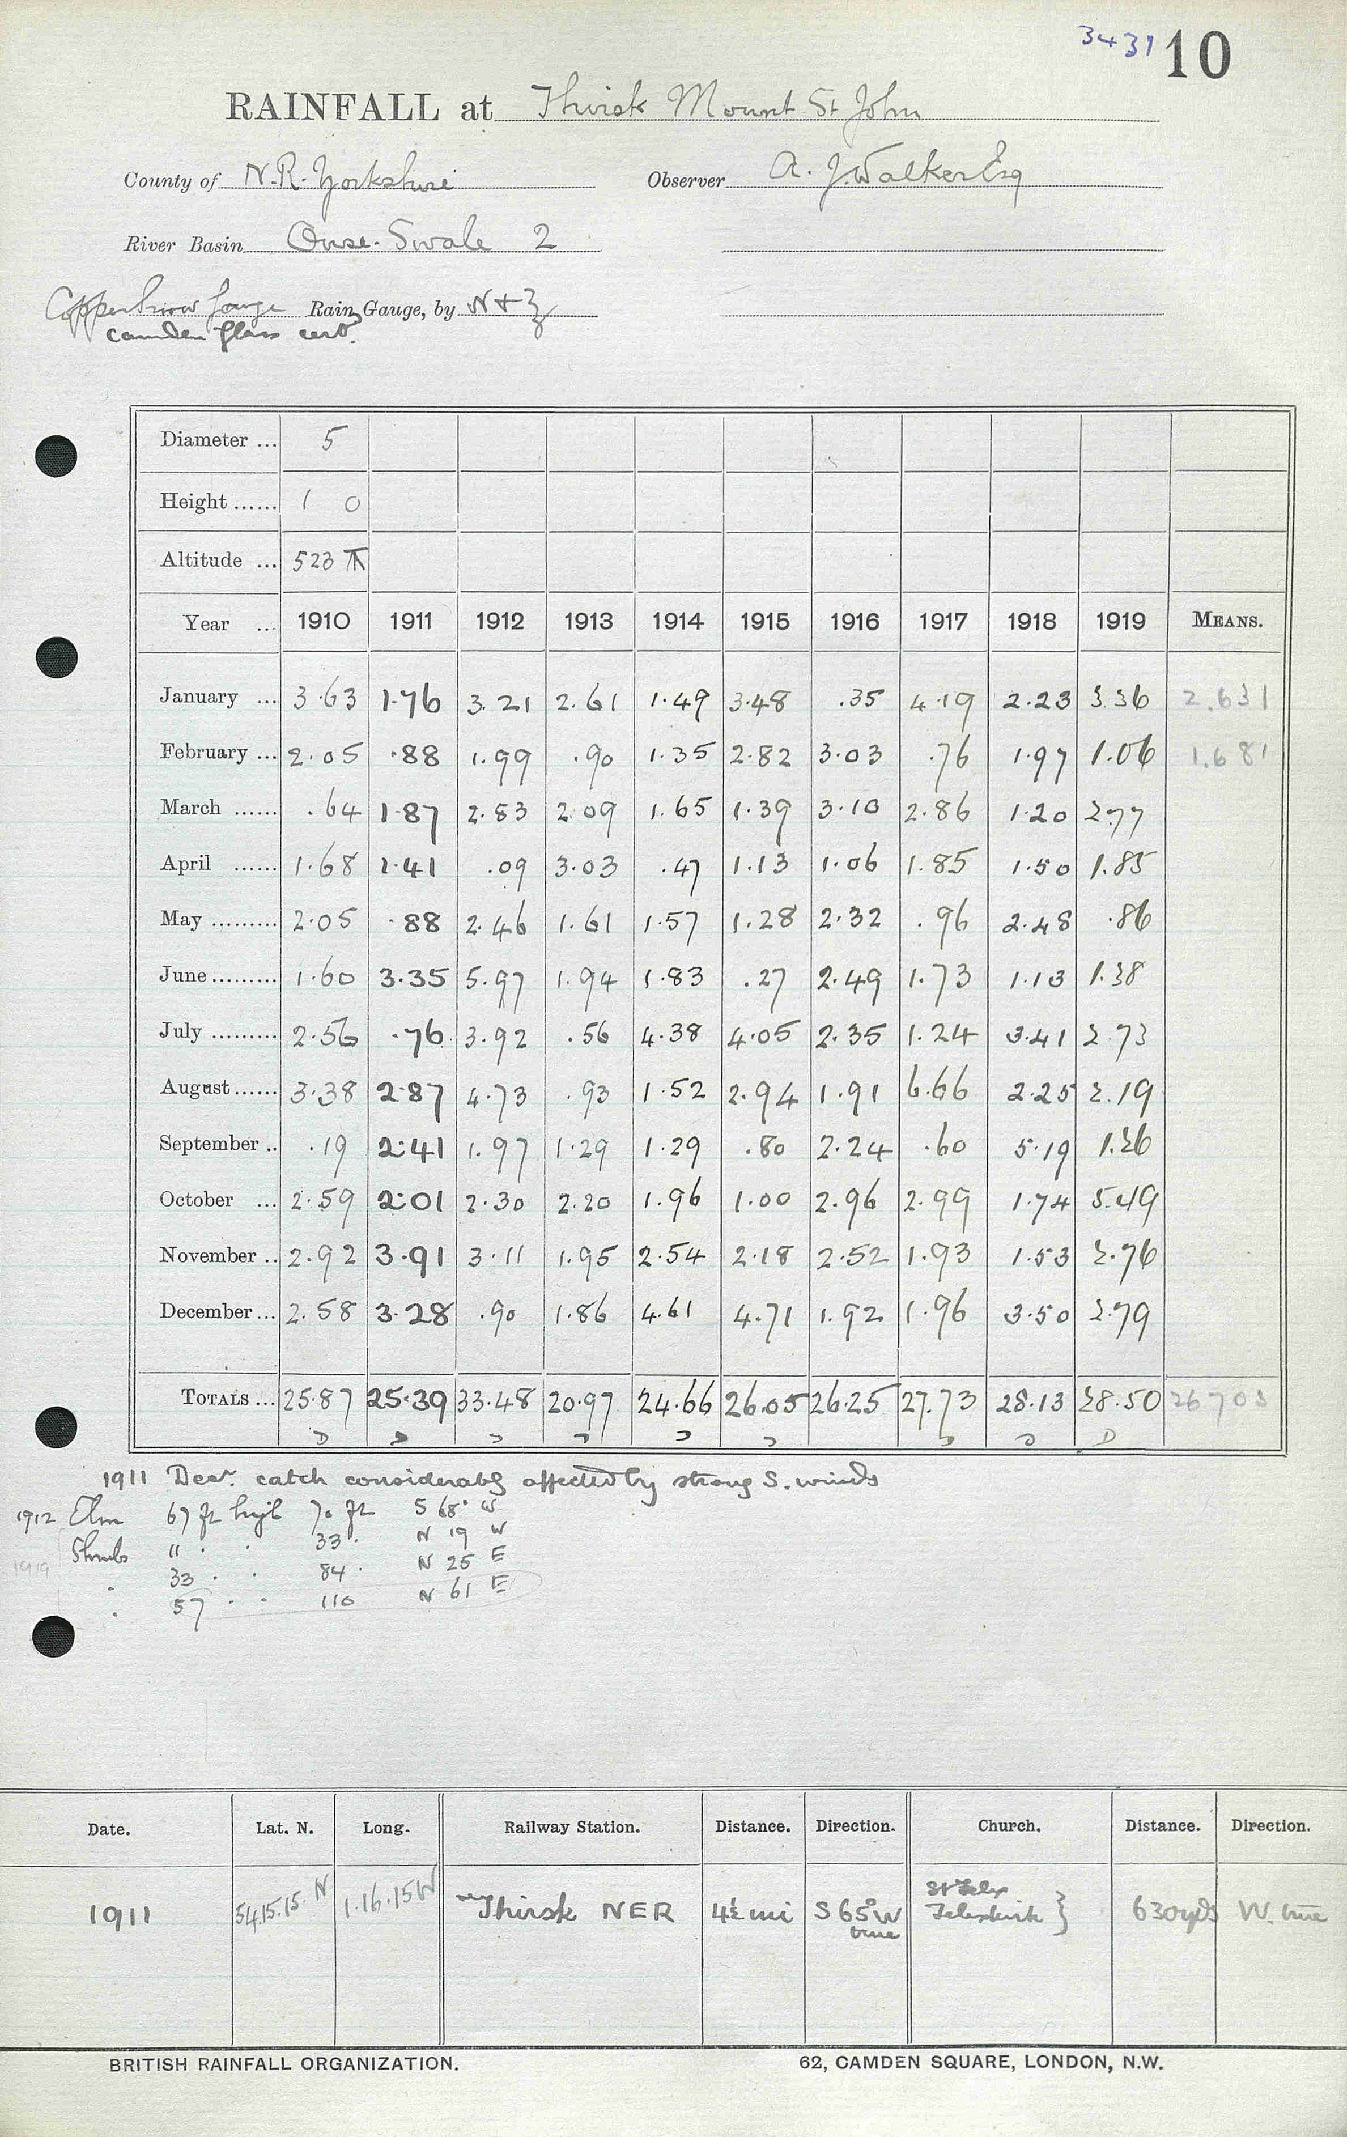 3431 10
RAINFALL at Thirsk Mount St John
County of N.R. Yorkshire Observer A. J. Walker Esq
River Basin Ouse-Swale 2
Copper Snow Gauge Rain Gauge, by N + Z
Camden glass cert.
Diameter ... 5
Height ...... 1 0
Altitude ... 523
Year ... 1910 1911 1912 1913 1914 1915 1916 1917 1918 1919 MEANS.
January ... 3.63 1.76 3.21 2.61 1.49 3.48 .35 4.19 2.23 3.36 2.631
February ... 2.05 .88 1.99 .90 1.35 2.82 3.03 .76 1.97 1.06 1.681
March ...... .64 1.87 2.83 2.09 1.65 1.39 3.10 2.86 1.20 2.77
April ...... 1.68 1.41 .09 3.03 .47 1.13 1.06 1.85 1.50 1.85
May ......... 2.05 .88 2.46 1.61 1.57 1.28 2.32 .96 2.48 .86
June ......... 1.60 3.35 5.97 1.94 1.83 .27 2.49 1.73 1.13 1.38
July ......... 2.56 .76 3.92 .56 4.38 4.05 2.35 1.24 3.41 2.73
August ...... 3.38 2.87 4.73 .93 1.52 2.94 1.91 6.66 2.25 2.19
September .. .19 2.41 1.97 1.29 1.29 .80 2.24 .60 5.19 1.26
October ... 2.59 2.01 2.30 2.20 1.96 1.00 2.96 2.99 1.74 5.49
November .. 2.92 3.91 3.11 1.95 2.54 2.18 2.52 1.93 1.53 2.76
December ... 2.58 3.28 .90 1.86 4.61 4.71 1.92 1.96 3.50 2.79
TOTALS ... 25.87 25.39 33.48 20.97 24.66 26.05 26.25 27.73 28.13 28.50 26.703
1911 Decr. catch considerably affected by strong S. winds
1912 Elm 67 ft high 70 ft S 68° W
Shrubs 11 " " 33 " N 19 W
1919 " 33 " " 84 " N 25 E
" 57 " " 110 N 61 E
Date. Lat. N. Long. Railway Station. Distance. Direction. Church. Distance. Direction.
1911 54.15.15 N 1.16.15 W Thirsk NER 4½ mi S 65° W true St Felix Feliskirk } 630 yds W. true
BRITISH RAINFALL ORGANIZATION. 62, CAMDEN SQUARE, LONDON, N.W.